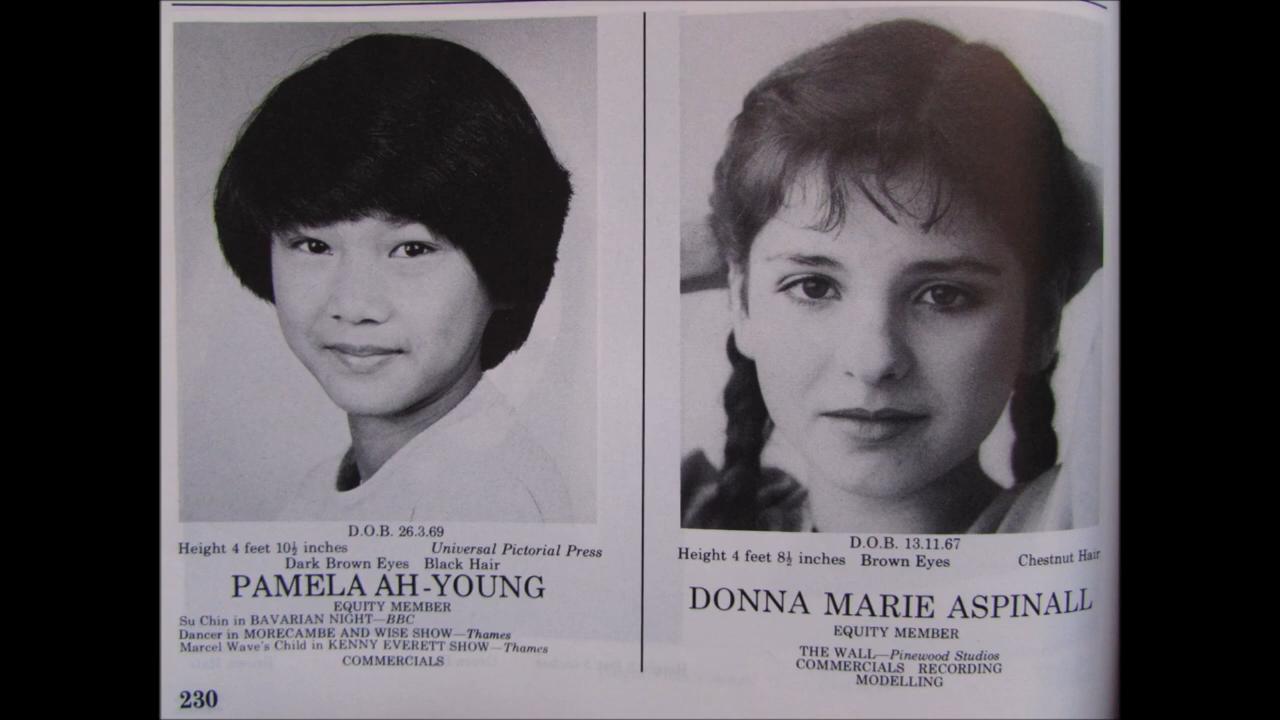 D.O.B. 26.3.69
Height 4 feet 10½ inches Universal Pictorial Press
Dark Brown Eyes Black Hair
PAMELA AH-YOUNG
EQUITY MEMBER
Su Chin in BAVARIAN NIGHT—BBC
Dancer in MORECAMBE AND WISE SHOW—Thames
Marcel Wave's Child in KENNY EVERETT SHOW—Thames
COMMERCIALS
230
D.O.B. 13.11.67
Height 4 feet 8½ inches Brown Eyes Chestnut Hair
DONNA MARIE ASPINALL
EQUITY MEMBER
THE WALL—Pinewood Studios
COMMERCIALS RECORDING
MODELLING